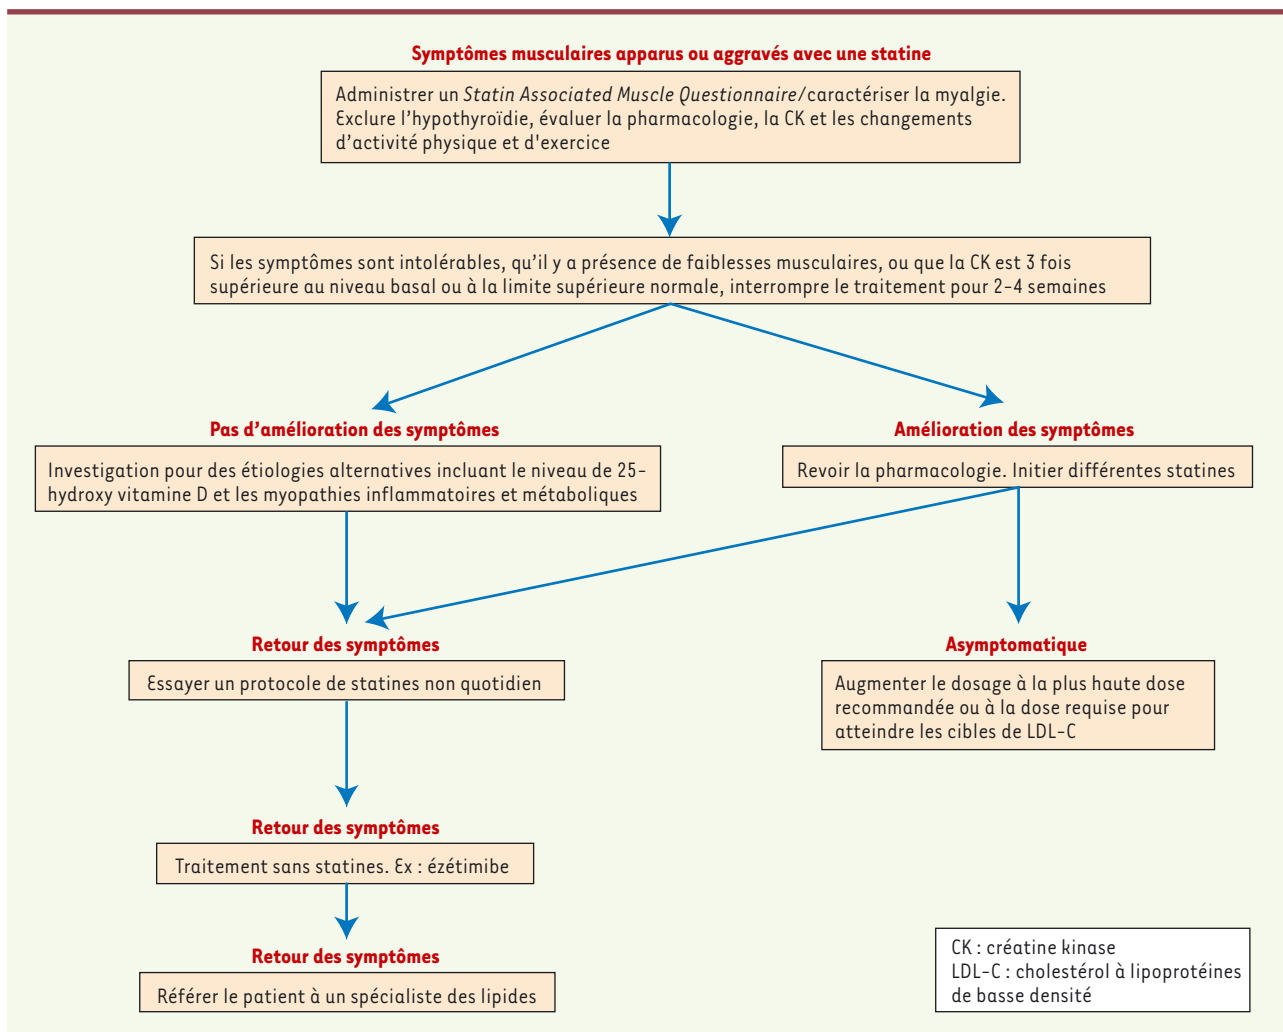 Symptômes musculaires apparus ou aggravés avec une statine
Administrer un Statin Associated Muscle Questionnaire/caractériser la myalgie.
Exclure l’hypothyroïdie, évaluer la pharmacologie, la CK et les changements
d’activité physique et d'exercice
Si les symptômes sont intolérables, qu’il y a présence de faiblesses musculaires, ou que la CK est 3 fois
supérieure au niveau basal ou à la limite supérieure normale, interrompre le traitement pour 2-4 semaines
Pas d’amélioration des symptômes
Investigation pour des étiologies alternatives incluant le niveau de 25-
hydroxy vitamine D et les myopathies inflammatoires et métaboliques
Amélioration des symptômes
Revoir la pharmacologie. Initier différentes statines
Retour des symptômes
Essayer un protocole de statines non quotidien
Asymptomatique
Augmenter le dosage à la plus haute dose
recommandée ou à la dose requise pour
atteindre les cibles de LDL-C
Retour des symptômes
Traitement sans statines. Ex : ézétimibe
Retour des symptômes
Référer le patient à un spécialiste des lipides
CK : créatine kinase
LDL-C : cholestérol à lipoprotéines
de basse densité